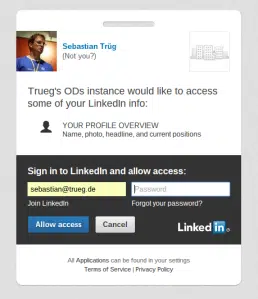 Sebastian Trüg
(Not you?)
Trueg's ODs instance would like to access
some of your LinkedIn info:
YOUR PROFILE OVERVIEW
Name, photo, headline, and current positions
Sign in to LinkedIn and allow access:
sebastian@trueg.de Password
Join LinkedIn Forgot your password?
Allow access Cancel LinkedIn
All Applications can be found in your settings
Terms of Service | Privacy Policy